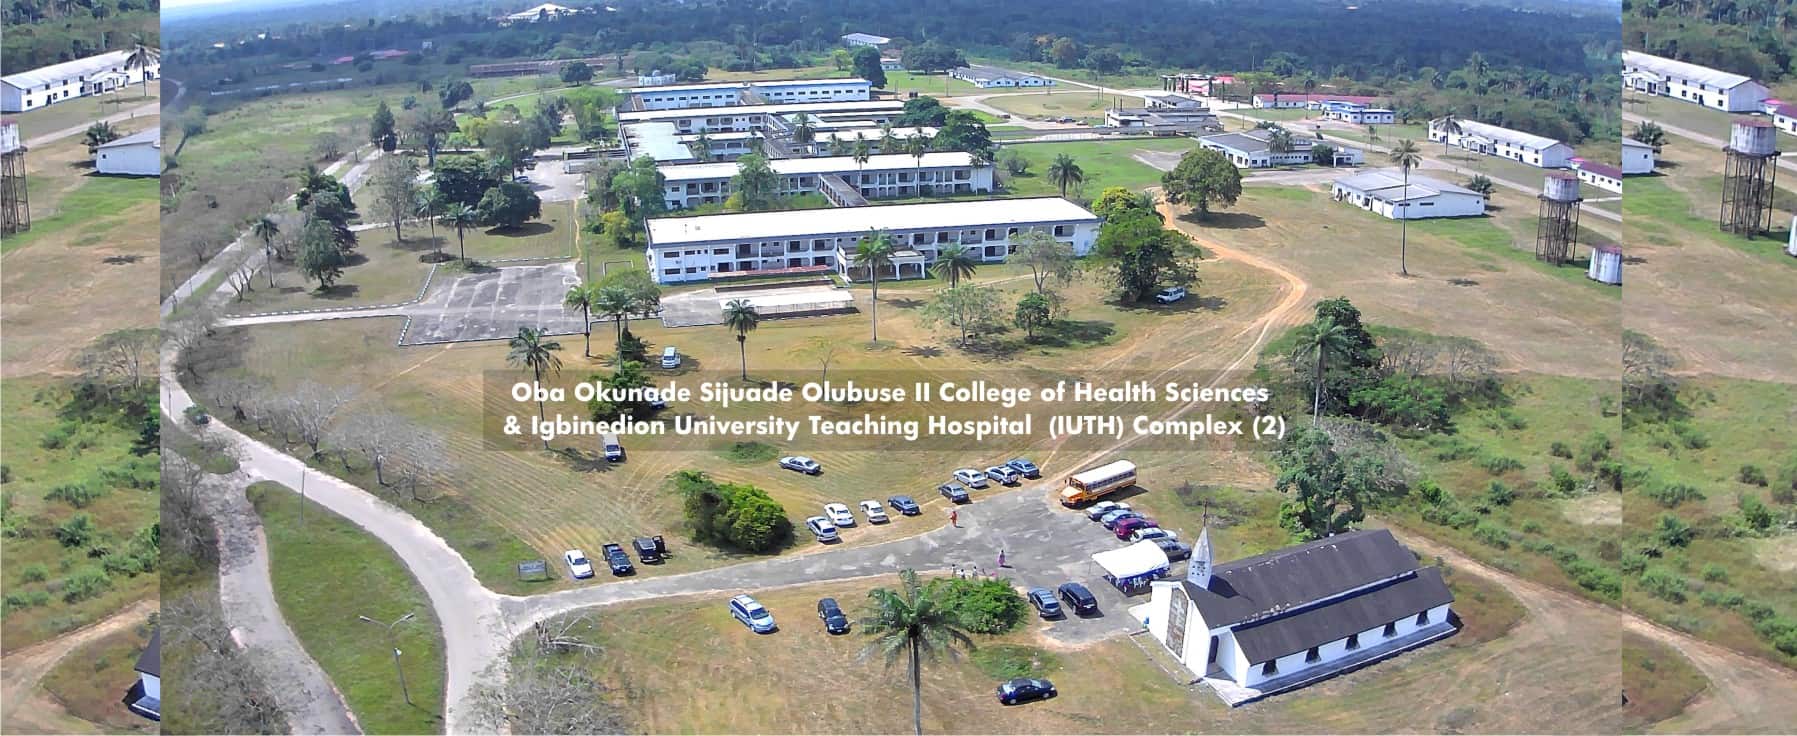 Oba Okunade Sijuade Olubuse II College of Health Sciences
& Igbinedion University Teaching Hospital (IUTH) Complex (2)